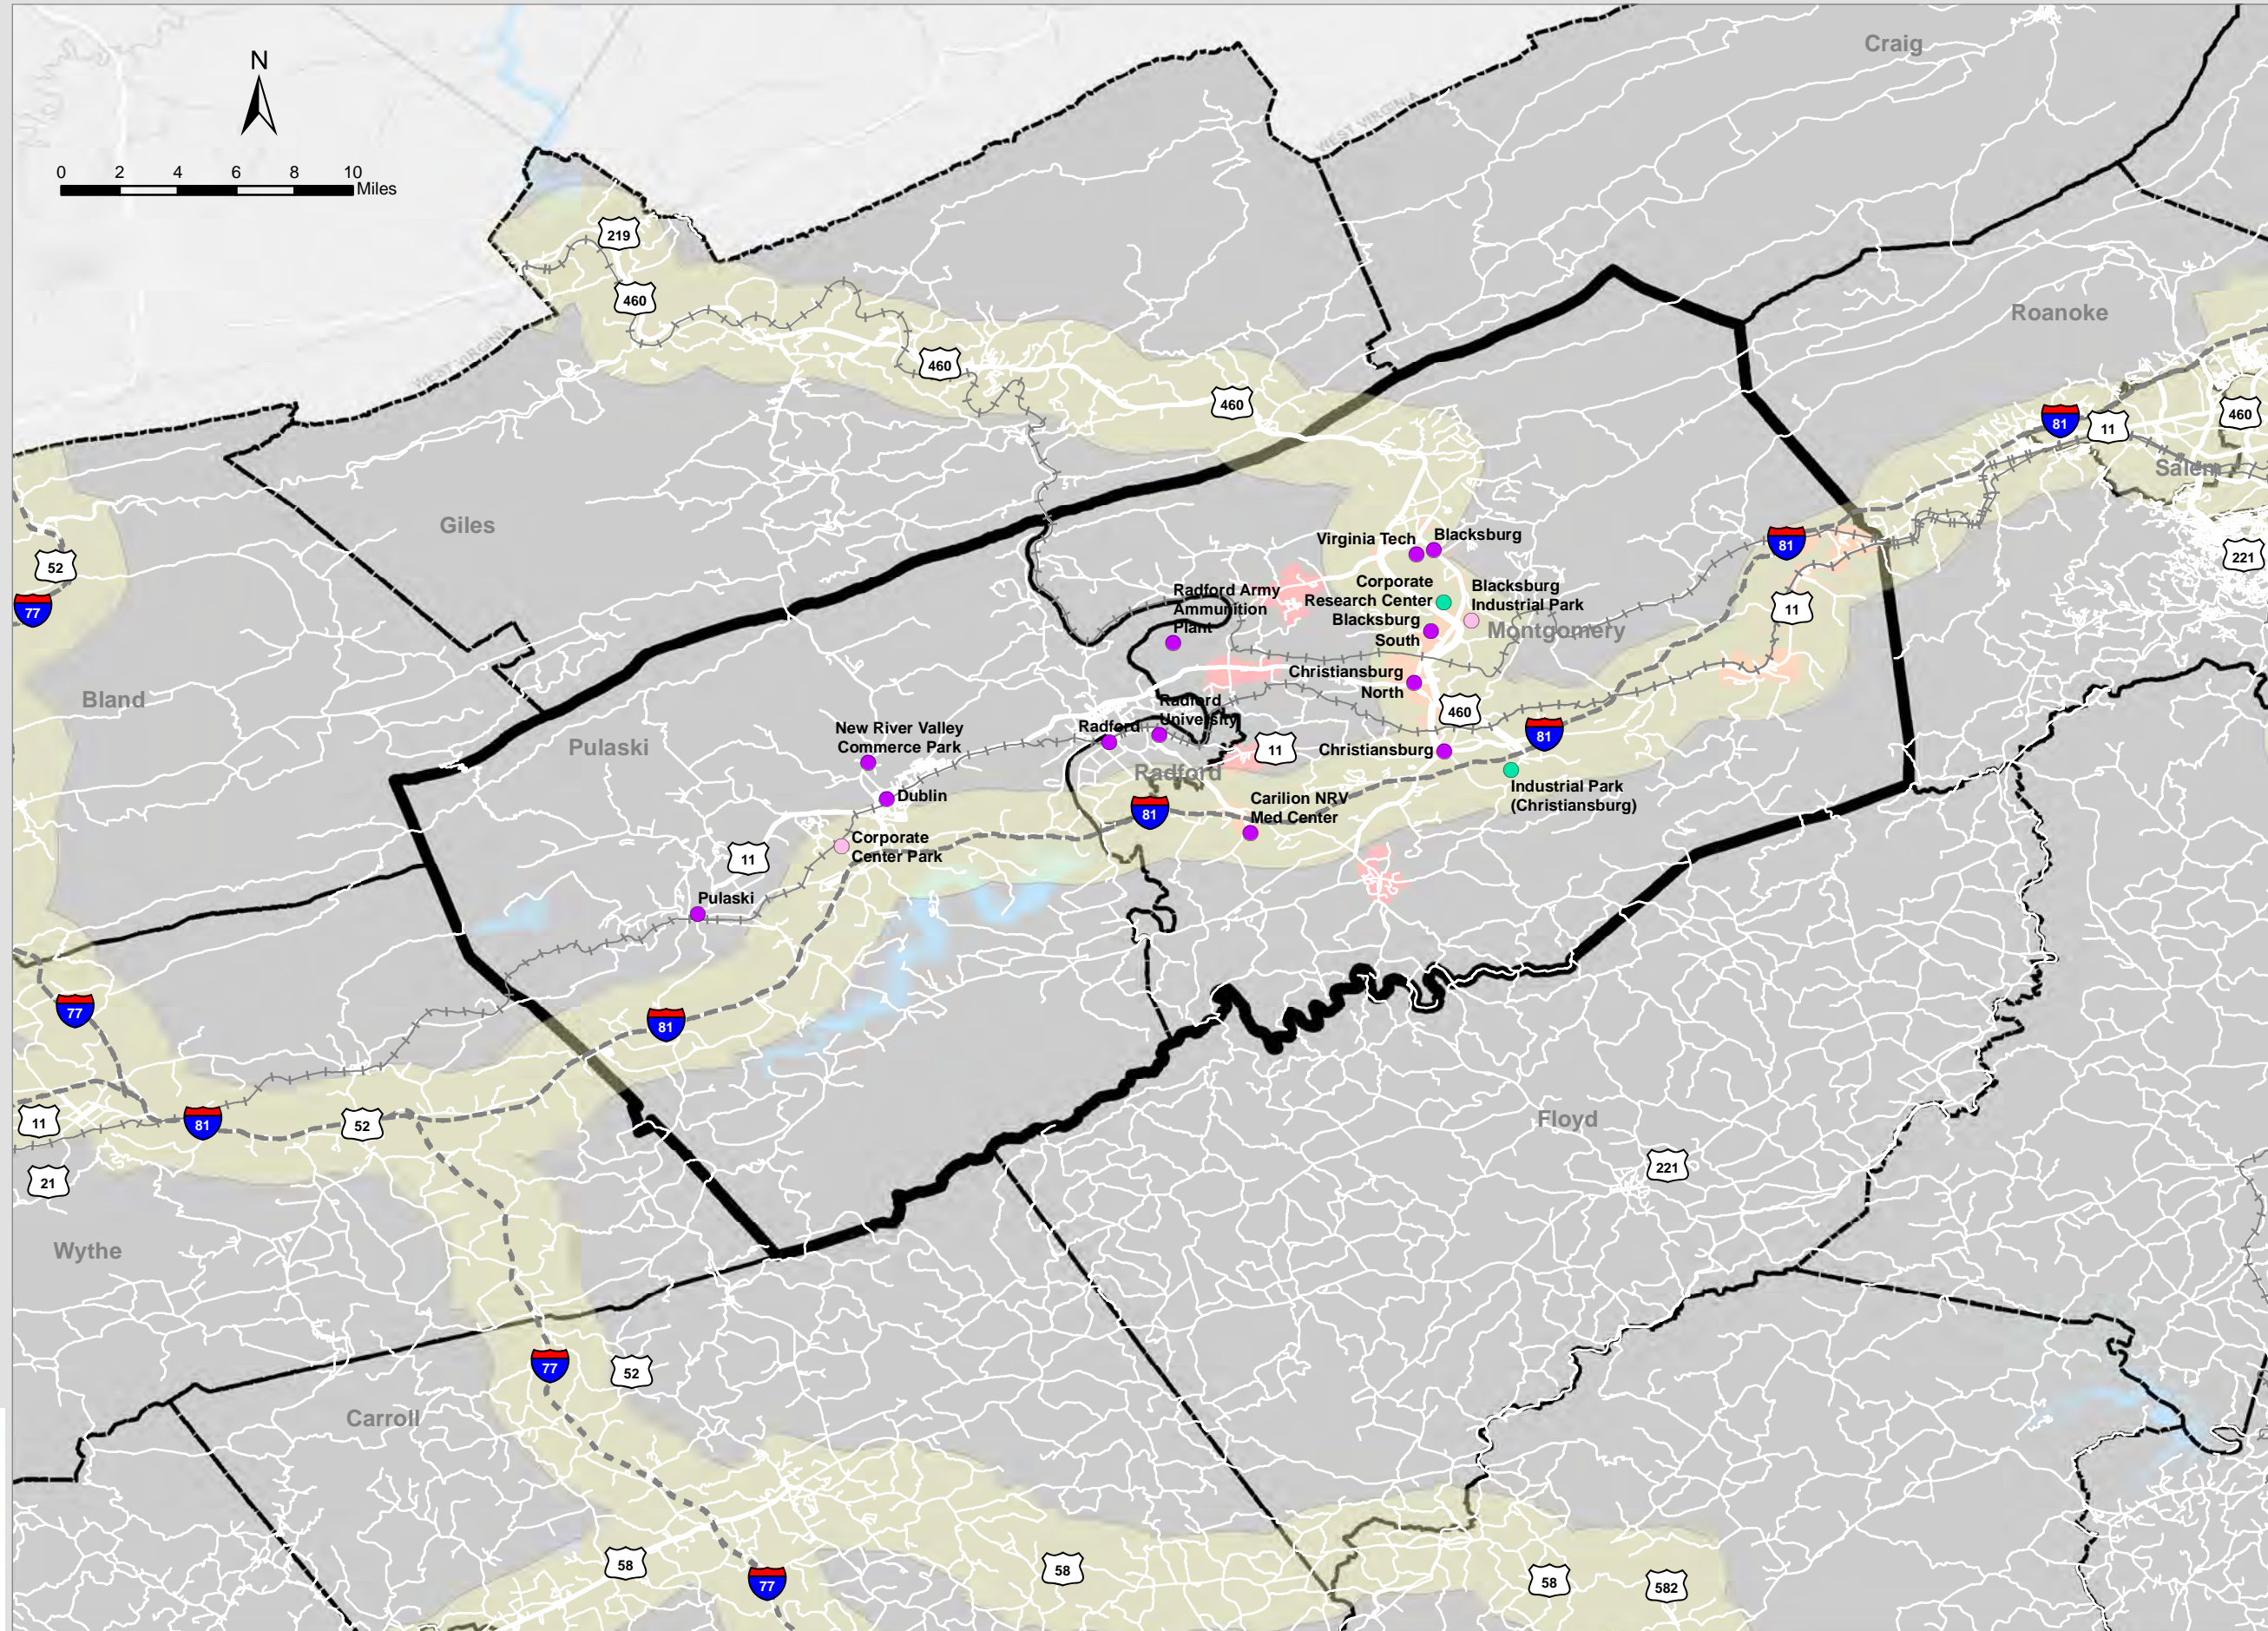 N
0 2 4 6 8 10
Miles
Craig
WEST VIRGINIA
219
Roanoke
460
WEST VIRGINIA
460
460
81
11
460
Salem
Giles
Virginia Tech
Blacksburg
81
221
52
77
Corporate
Research Center
Blacksburg
Industrial Park
Radford Army
Ammunition
Plant
11
Blacksburg
South
Montgomery
Christiansburg
North
Bland
460
Radford
University
Radford
New River Valley
Commerce Park
Pulaski
81
11
Christiansburg
Radford
Industrial Park
(Christiansburg)
Dublin
81
Carilion NRV
Med Center
11
Corporate
Center Park
Pulaski
77
81
11
81
52
Floyd
221
21
Wythe
77
52
Carroll
58
58
77
58
582